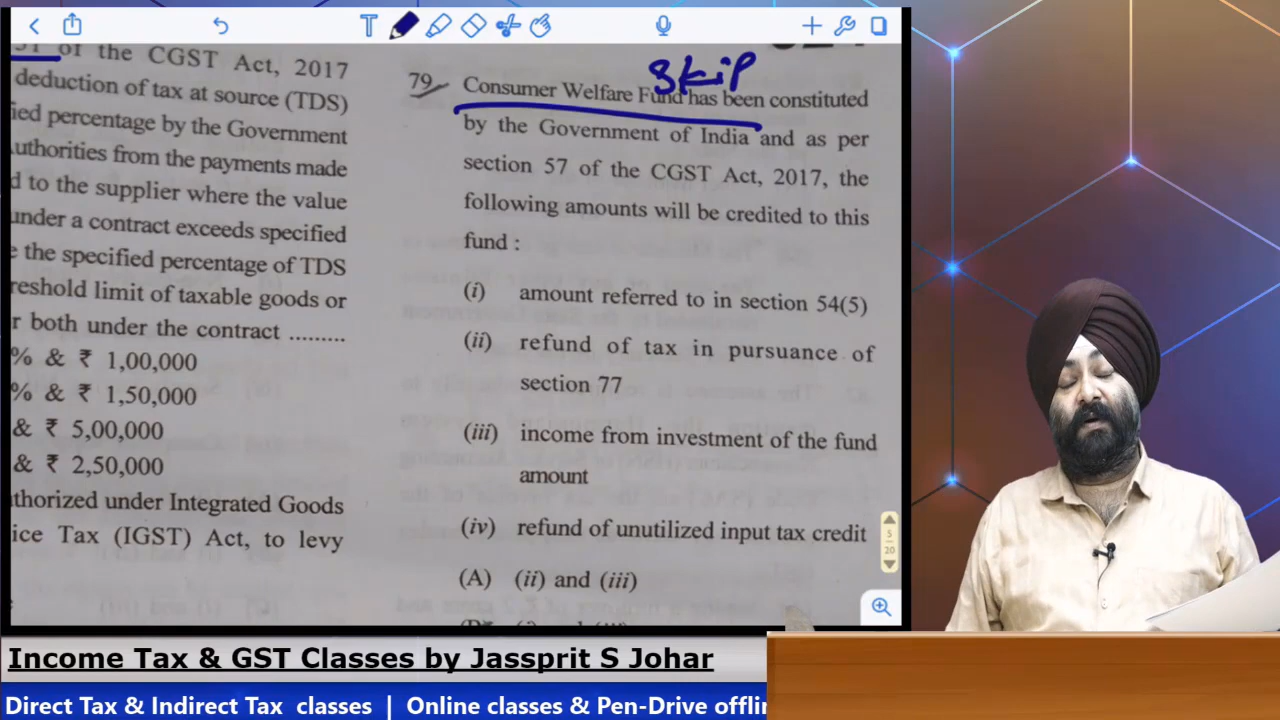 51 of the CGST Act, 2017
deduction of tax at source (TDS)
ied percentage by the Government
uthorities from the payments made
d to the supplier where the value
under a contract exceeds specified
e the specified percentage of TDS
reshold limit of taxable goods or
r both under the contract .........
% & ₹ 1,00,000
% & ₹ 1,50,000
& ₹ 5,00,000
& ₹ 2,50,000
thorized under Integrated Goods
ice Tax (IGST) Act, to levy
Skip
79. Consumer Welfare Fund has been constituted
by the Government of India and as per
section 57 of the CGST Act, 2017, the
following amounts will be credited to this
fund :
(i) amount referred to in section 54(5)
(ii) refund of tax in pursuance of
section 77
(iii) income from investment of the fund
amount
(iv) refund of unutilized input tax credit
(A) (ii) and (iii)
5
20
Income Tax & GST Classes by Jassprit S Johar
Direct Tax & Indirect Tax classes | Online classes & Pen-Drive offli